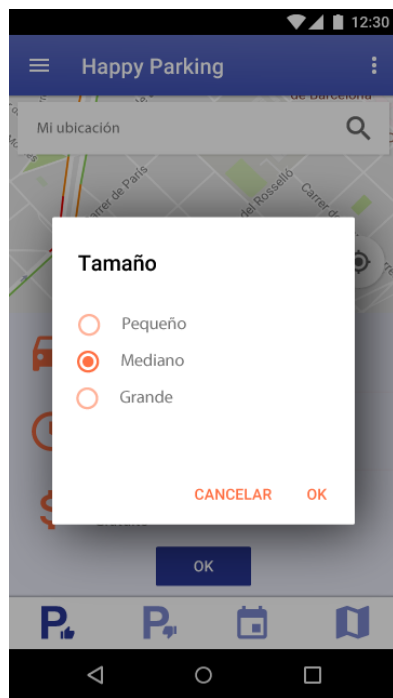 12:30
Happy Parking
de Barcelona
Mi ubicación
Carrer de París
del Rosselló
Tamaño
Pequeño
Mediano
Grande
CANCELAR OK
OK
P P